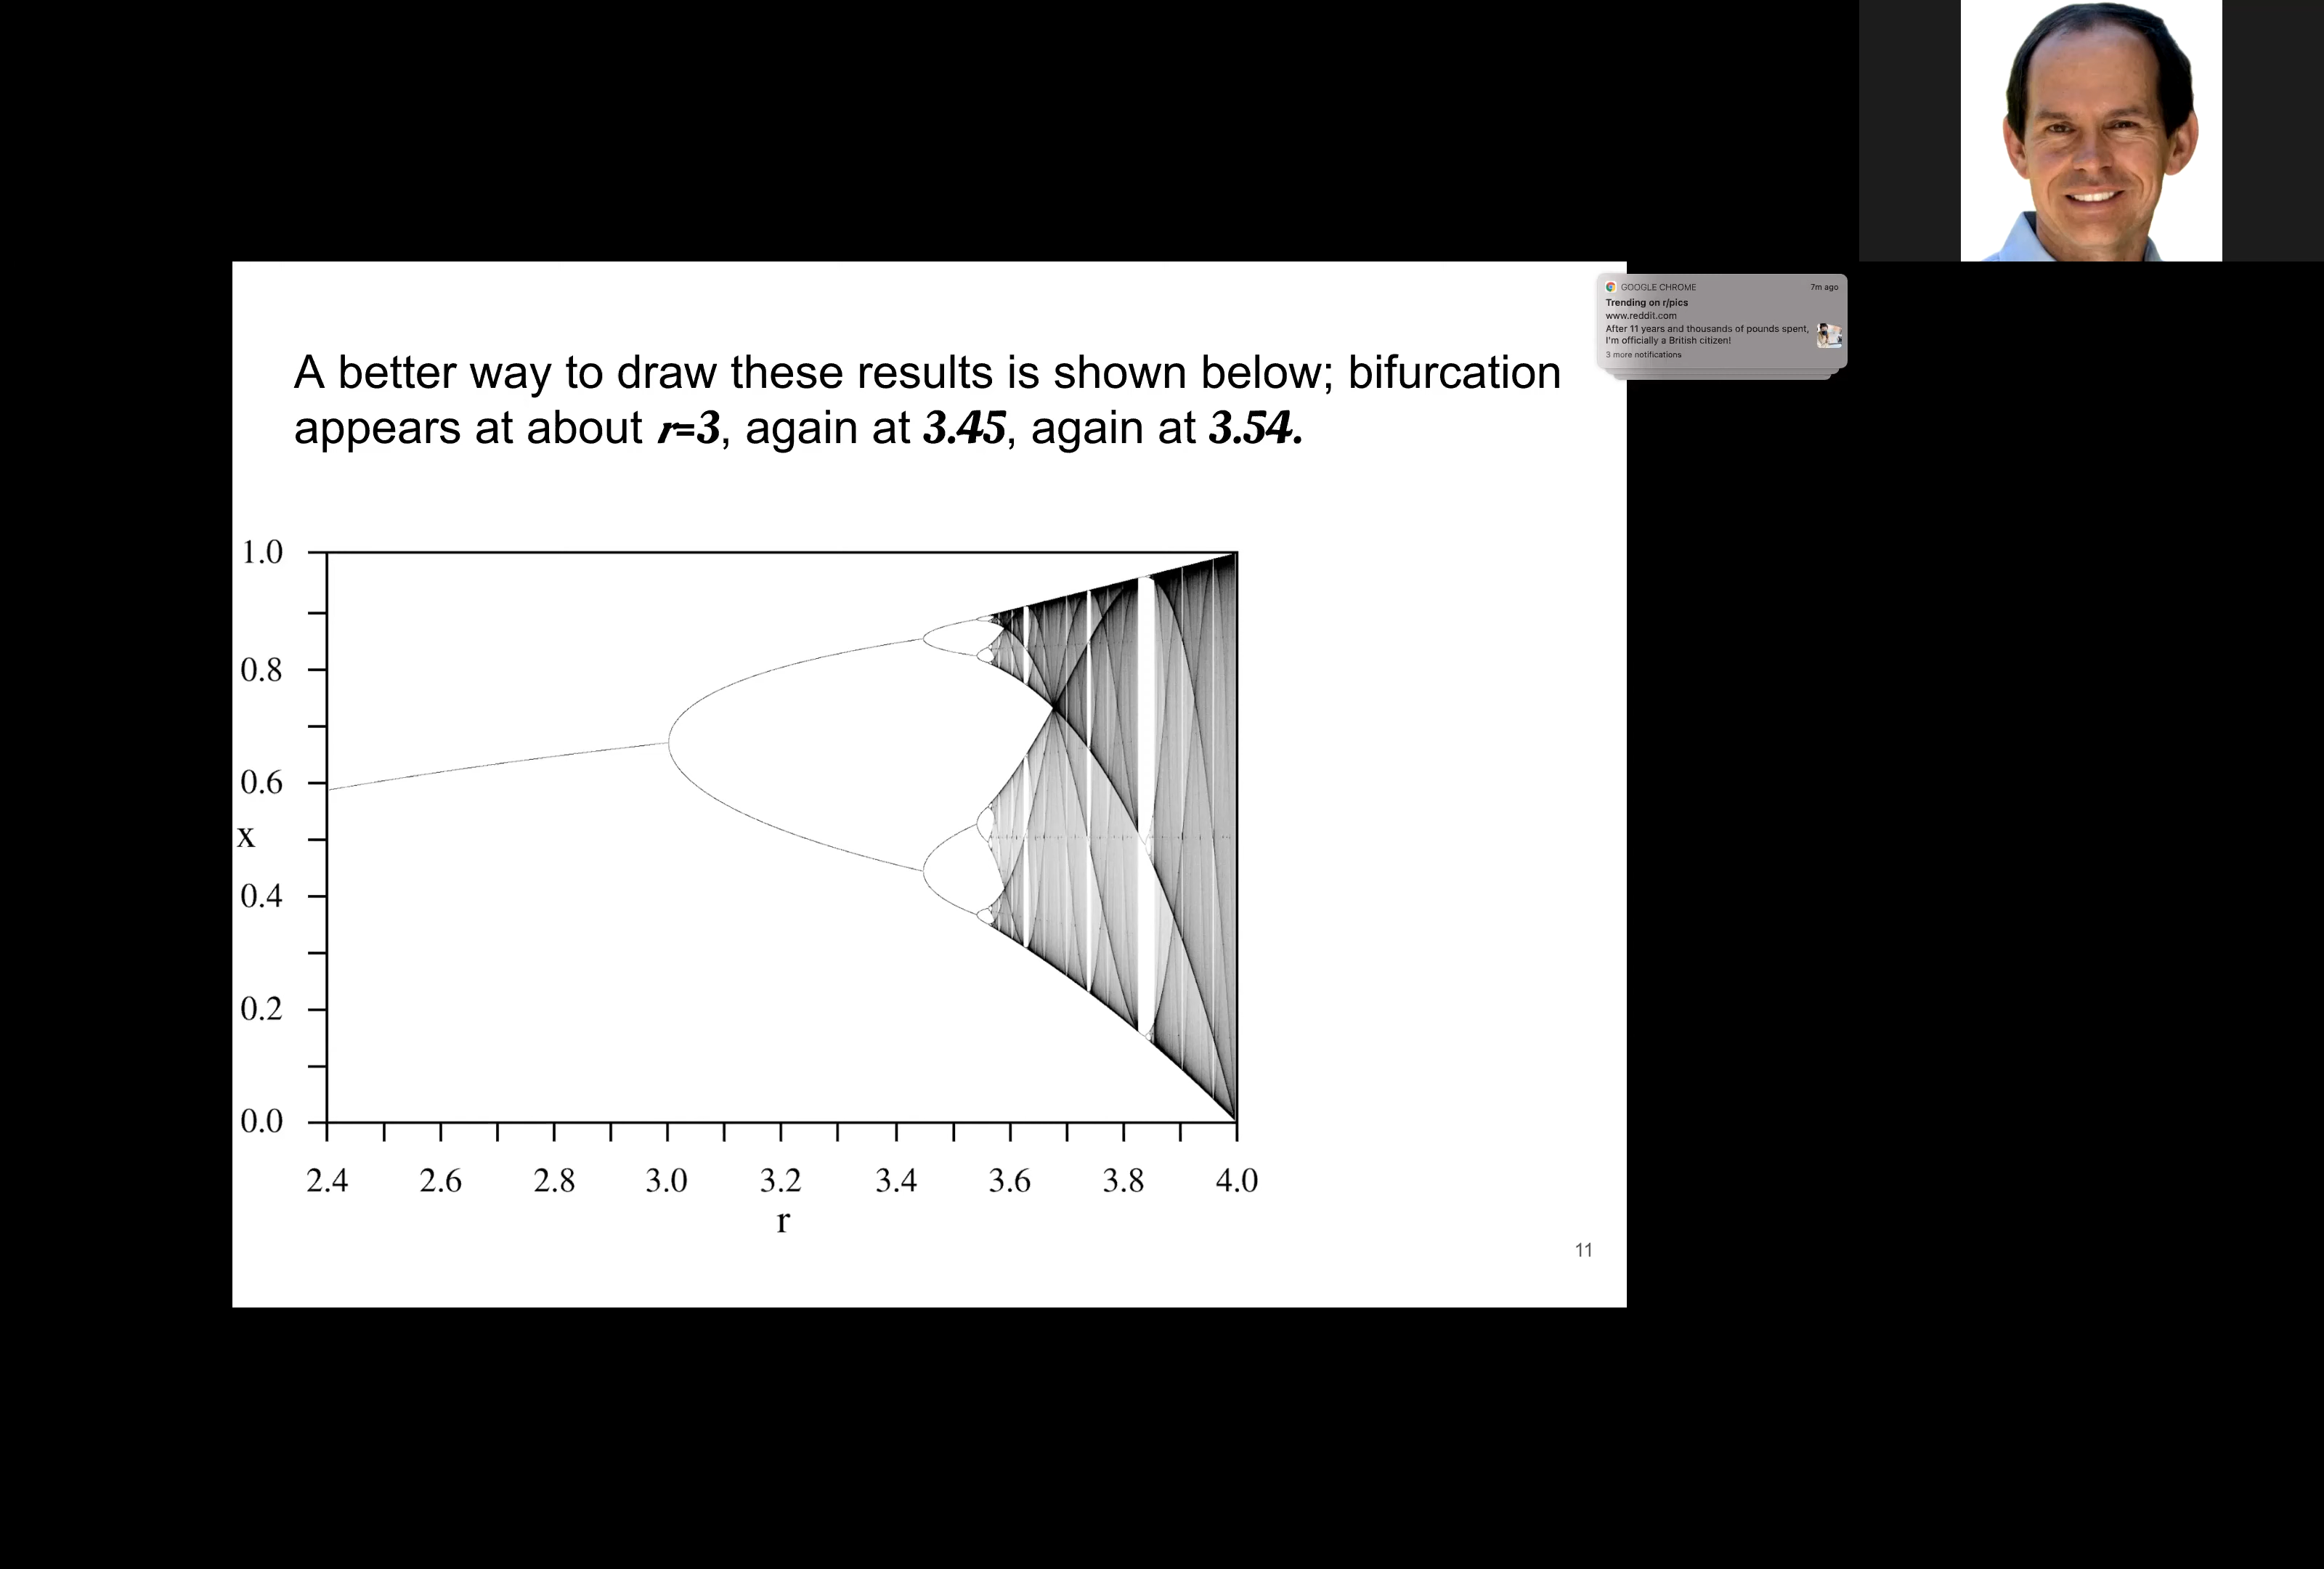 GOOGLE CHROME 7m ago
Trending on r/pics
www.reddit.com
After 11 years and thousands of pounds spent,
I'm officially a British citizen!
3 more notifications
A better way to draw these results is shown below; bifurcation
appears at about r=3, again at 3.45, again at 3.54.
1.0
0.8
0.6
x
0.4
0.2
0.0
2.4 2.6 2.8 3.0 3.2 3.4 3.6 3.8 4.0
r
11